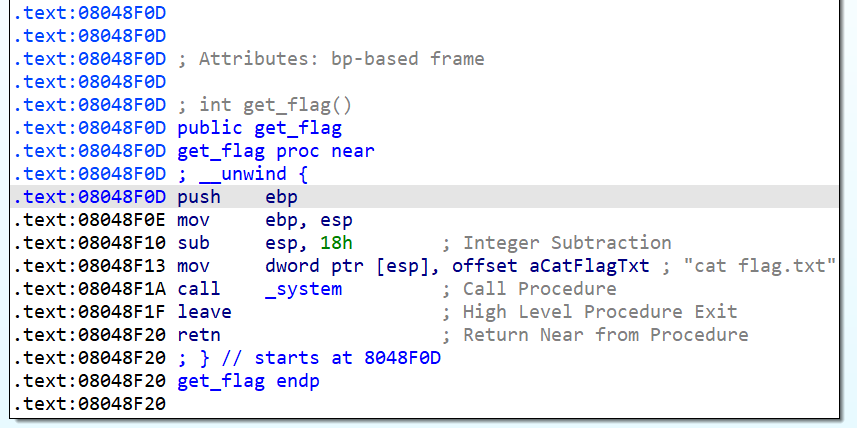 .text:08048F0D
.text:08048F0D
.text:08048F0D ; Attributes: bp-based frame
.text:08048F0D
.text:08048F0D ; int get_flag()
.text:08048F0D public get_flag
.text:08048F0D get_flag proc near
.text:08048F0D ; __unwind {
.text:08048F0D push    ebp
.text:08048F0E mov     ebp, esp
.text:08048F10 sub     esp, 18h        ; Integer Subtraction
.text:08048F13 mov     dword ptr [esp], offset aCatFlagTxt ; "cat flag.txt"
.text:08048F1A call    _system         ; Call Procedure
.text:08048F1F leave                   ; High Level Procedure Exit
.text:08048F20 retn                    ; Return Near from Procedure
.text:08048F20 ; } // starts at 8048F0D
.text:08048F20 get_flag endp
.text:08048F20